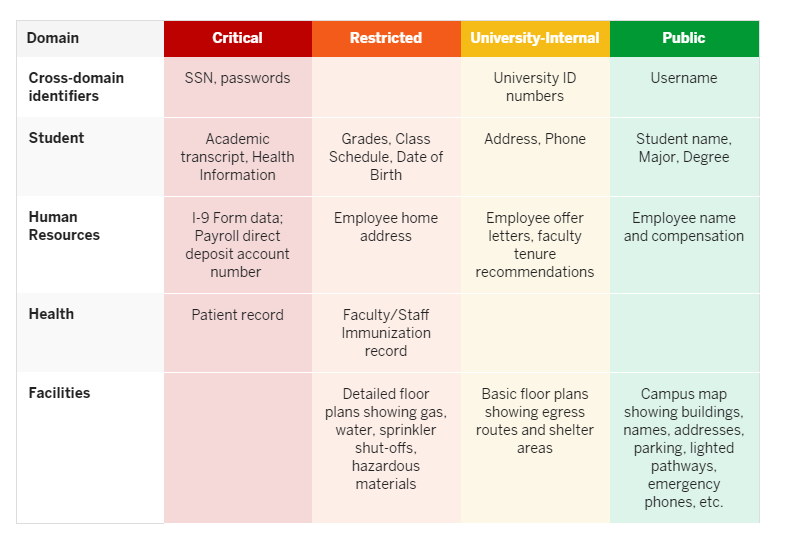 Domain
Critical
Restricted
University-Internal
Public
Cross-domain
identifiers
SSN, passwords
University ID
numbers
Username
Student
Academic
transcript, Health
Information
Grades, Class
Schedule, Date of
Birth
Address, Phone
Student name,
Major, Degree
Human
Resources
I-9 Form data;
Payroll direct
deposit account
number
Employee home
address
Employee offer
letters, faculty
tenure
recommendations
Employee name
and compensation
Health
Patient record
Faculty/Staff
Immunization
record
Facilities
Detailed floor
plans showing gas,
water, sprinkler
shut-offs,
hazardous
materials
Basic floor plans
showing egress
routes and shelter
areas
Campus map
showing buildings,
names, addresses,
parking, lighted
pathways,
emergency
phones, etc.